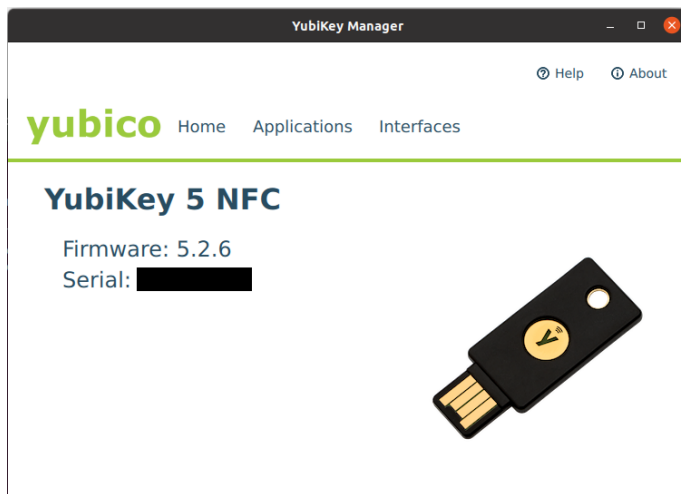 YubiKey Manager
Help About
yubico Home Applications Interfaces
YubiKey 5 NFC
Firmware: 5.2.6
Serial:
y